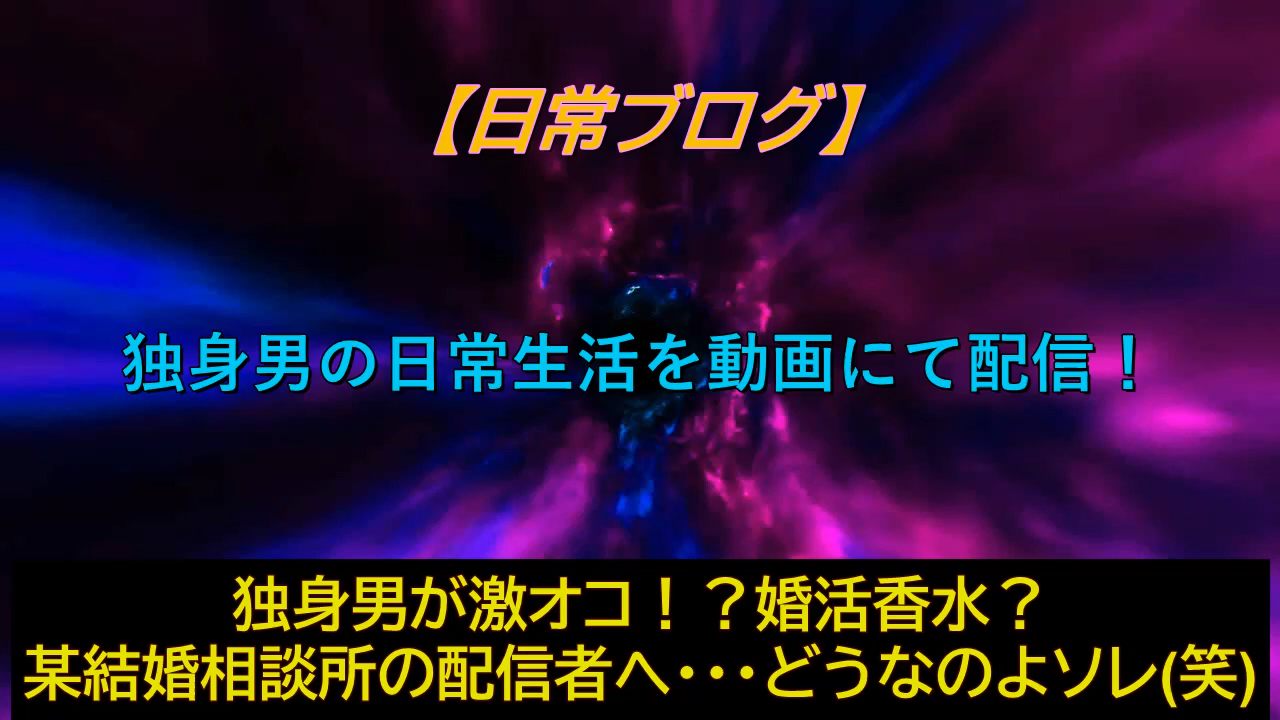 【日常ブログ】
独身男の日常生活を動画にて配信！
独身男が激オコ！？婚活香水？
某結婚相談所の配信者へ・・・どうなのよソレ(笑)